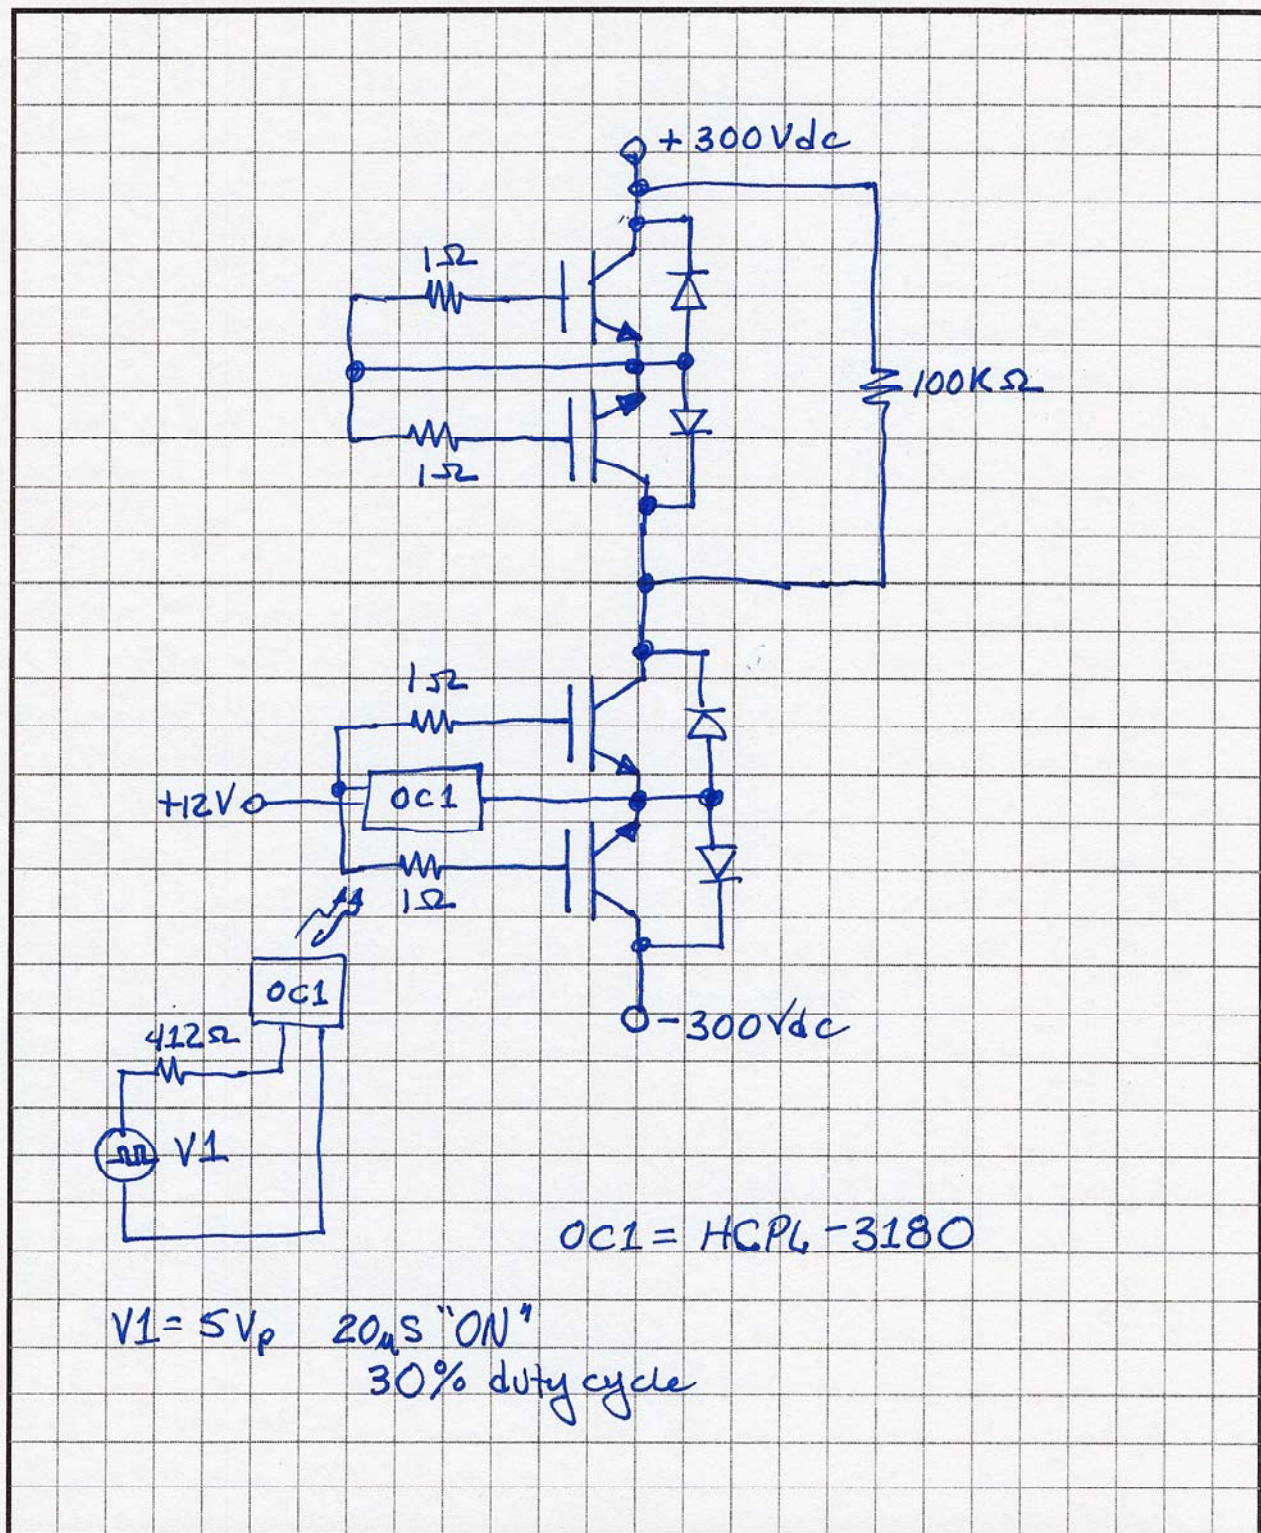 +300Vdc
1Ω
100KΩ
1Ω
1Ω
+12V
OC1
1Ω
OC1
-300Vdc
412Ω
V1
OC1 = HCPL-3180
V1 = 5Vp 20µS "ON"
30% duty cycle